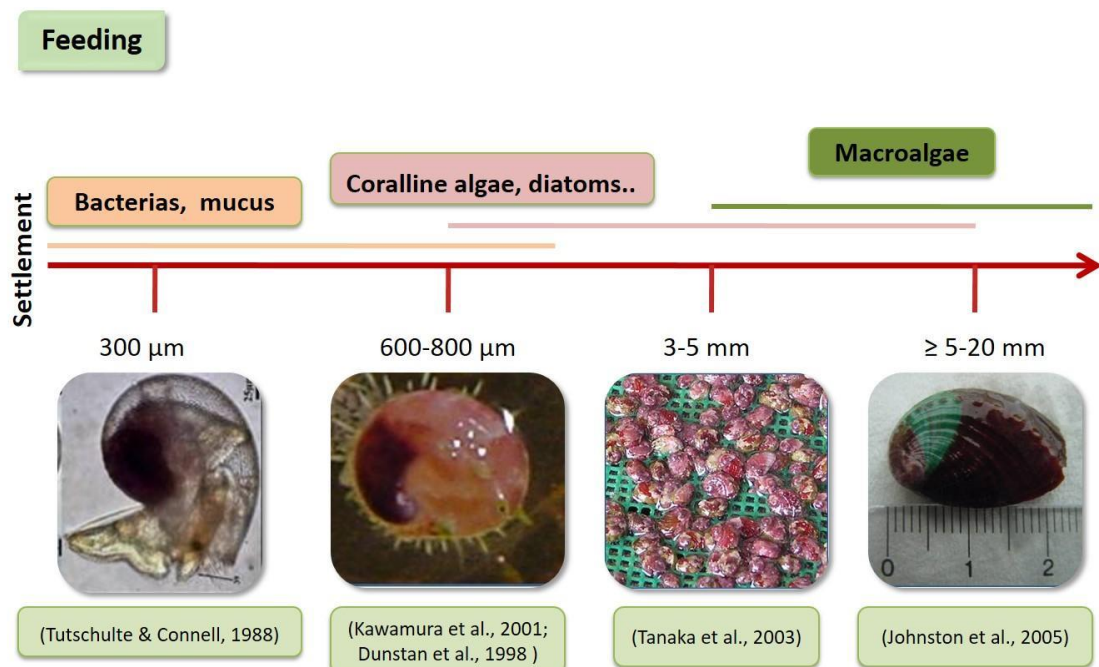 Feeding
Macroalgae
Coralline algae, diatoms..
Bacterias, mucus
Settlement
300 µm
600-800 µm
3-5 mm
≥ 5-20 mm
25µm
0 1 2
(Tutschulte & Connell, 1988)
(Kawamura et al., 2001;
Dunstan et al., 1998 )
(Tanaka et al., 2003)
(Johnston et al., 2005)